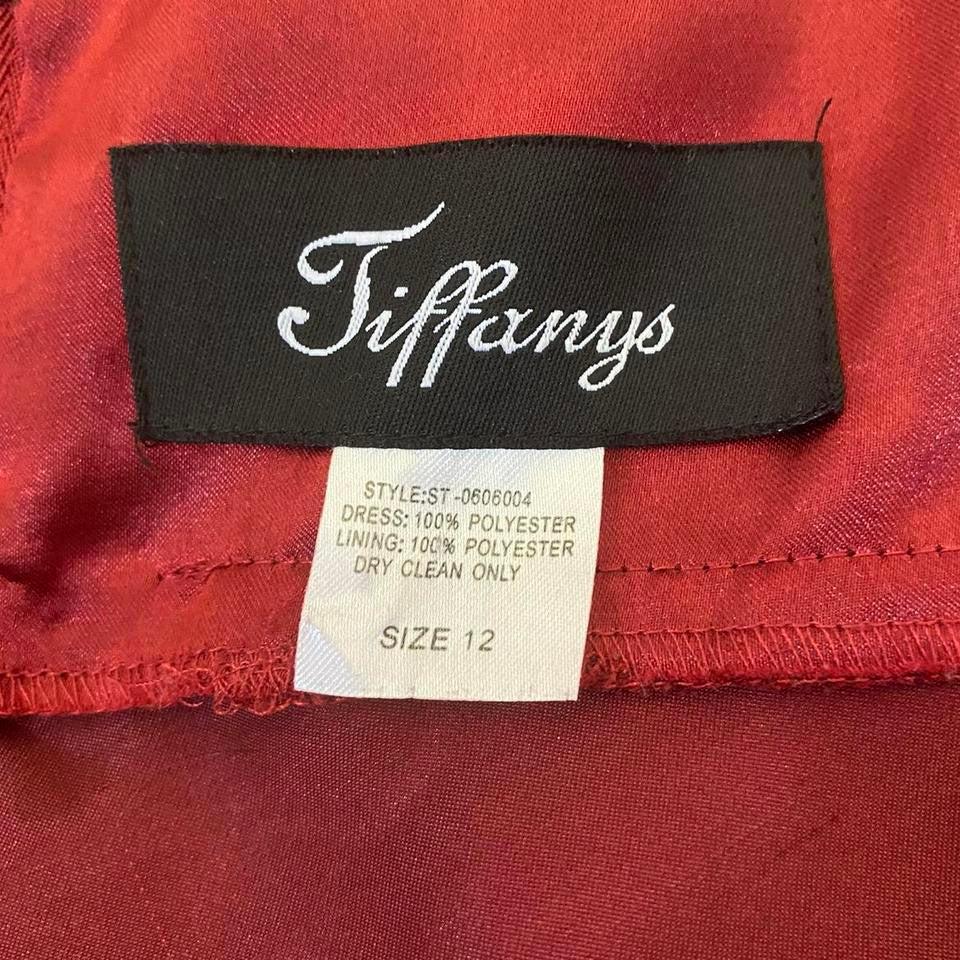 Tiffanys
STYLE:ST-0606004
DRESS: 100% POLYESTER
LINING: 100% POLYESTER
DRY CLEAN ONLY
SIZE 12